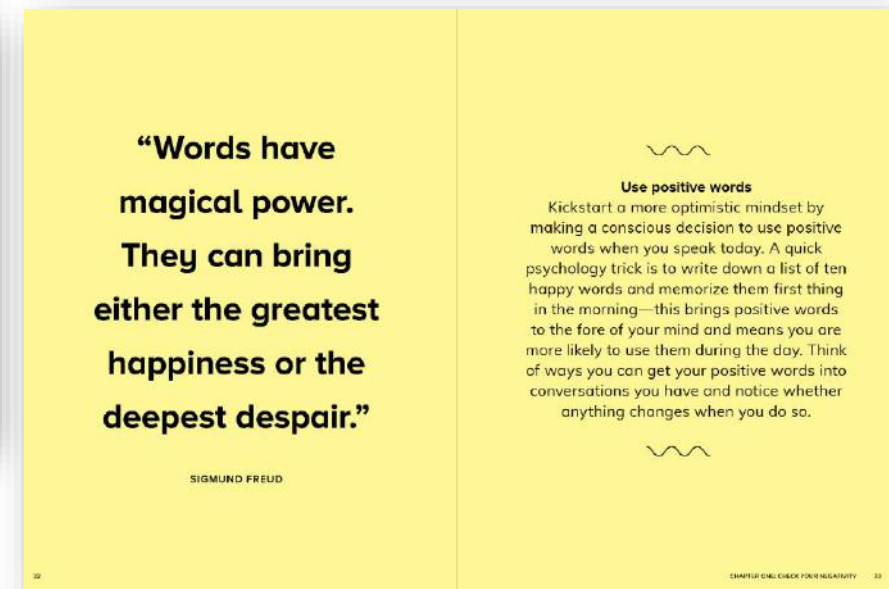 “Words have
magical power.
They can bring
either the greatest
happiness or the
deepest despair.”
SIGMUND FREUD
32
Use positive words
Kickstart a more optimistic mindset by
making a conscious decision to use positive
words when you speak today. A quick
psychology trick is to write down a list of ten
happy words and memorize them first thing
in the morning—this brings positive words
to the fore of your mind and means you are
more likely to use them during the day. Think
of ways you can get your positive words into
conversations you have and notice whether
anything changes when you do so.
CHAPTER ONE: CHECK YOUR NEGATIVITY 33